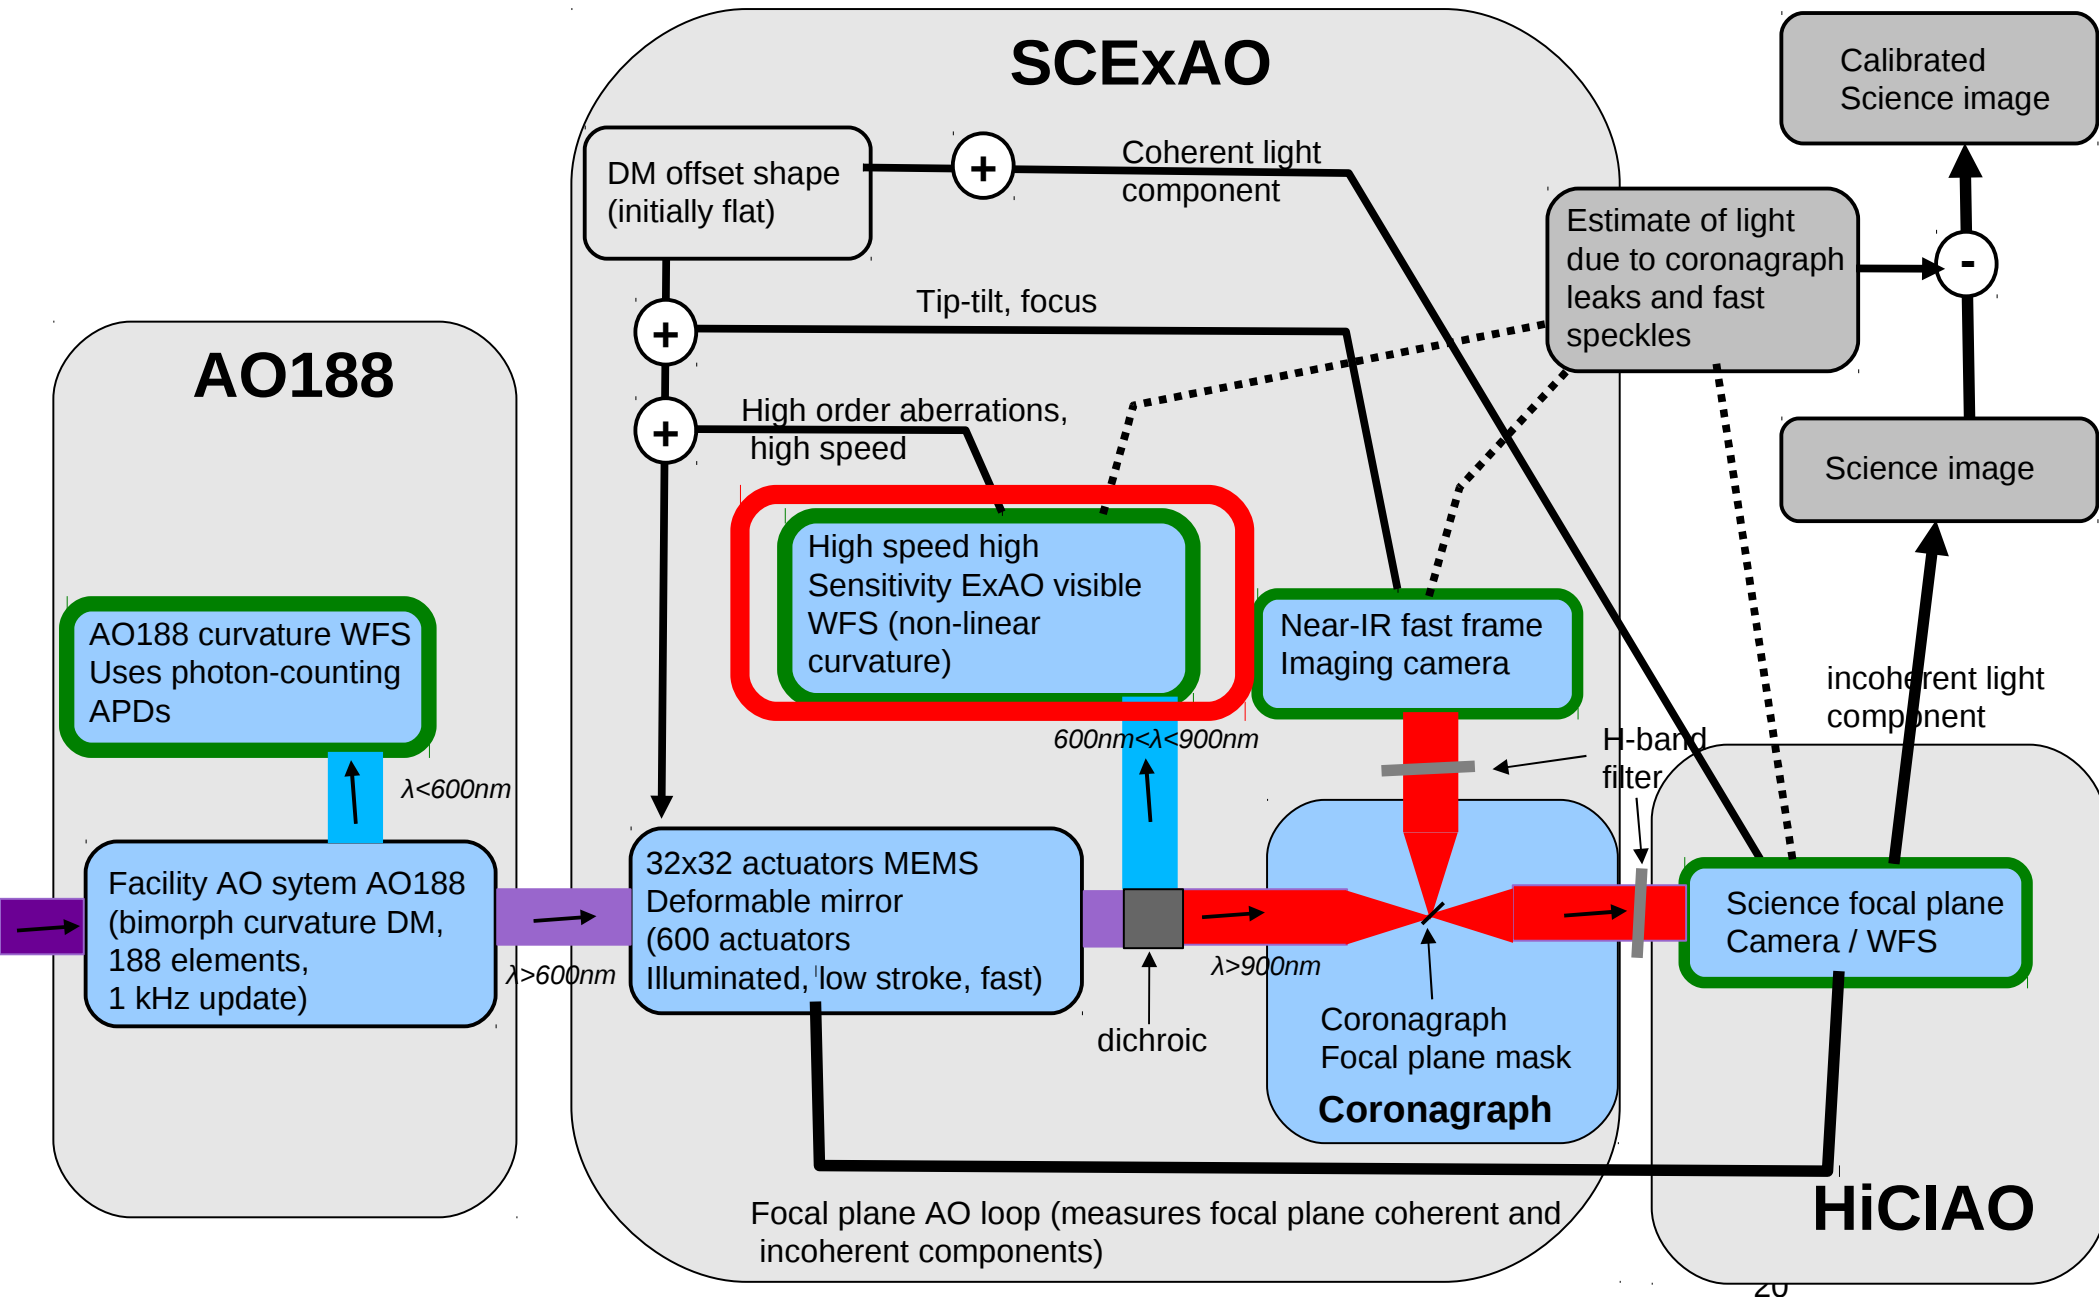 SCExAO
Calibrated
Science image
DM offset shape
(initially flat)
+
Coherent light
component
Estimate of light
due to coronagraph
leaks and fast
speckles
-
Tip-tilt, focus
+
AO188
High order aberrations,
high speed
+
Science image
High speed high
Sensitivity ExAO visible
WFS (non-linear
curvature)
Near-IR fast frame
Imaging camera
AO188 curvature WFS
Uses photon-counting
APDs
incoherent light
component
600nm<λ<900nm
H-band
filter
λ<600nm
Facility AO sytem AO188
(bimorph curvature DM,
188 elements,
1 kHz update)
λ>600nm
32x32 actuators MEMS
Deformable mirror
(600 actuators
Illuminated, low stroke, fast)
λ>900nm
Science focal plane
Camera / WFS
dichroic
Coronagraph
Focal plane mask
Coronagraph
HiCIAO
Focal plane AO loop (measures focal plane coherent and
incoherent components)
20